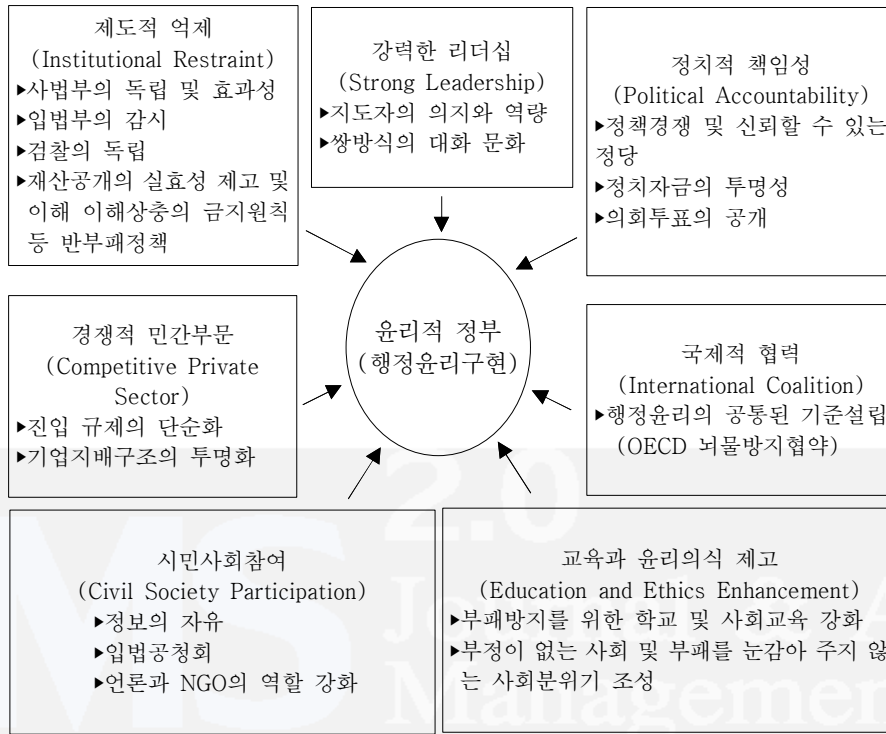 제도적 억제
(Institutional Restraint)
▶사법부의 독립 및 효과성
▶입법부의 감시
▶검찰의 독립
▶재산공개의 실효성 제고 및
이해 이해상충의 금지원칙
등 반부패정책
강력한 리더십
(Strong Leadership)
▶지도자의 의지와 역량
▶쌍방식의 대화 문화
정치적 책임성
(Political Accountability)
▶정책경쟁 및 신뢰할 수 있는
정당
▶정치자금의 투명성
▶의회투표의 공개
경쟁적 민간부문
(Competitive Private
Sector)
▶진입 규제의 단순화
▶기업지배구조의 투명화
윤리적 정부
(행정윤리구현)
국제적 협력
(International Coalition)
▶행정윤리의 공통된 기준설립
(OECD 뇌물방지협약)
시민사회참여
(Civil Society Participation)
▶정보의 자유
▶입법공청회
▶언론과 NGO의 역할 강화
교육과 윤리의식 제고
(Education and Ethics Enhancement)
▶부패방지를 위한 학교 및 사회교육 강화
▶부정이 없는 사회 및 부패를 눈감아 주지 않
는 사회분위기 조성
MS
2.0
Journal & A
Managemen